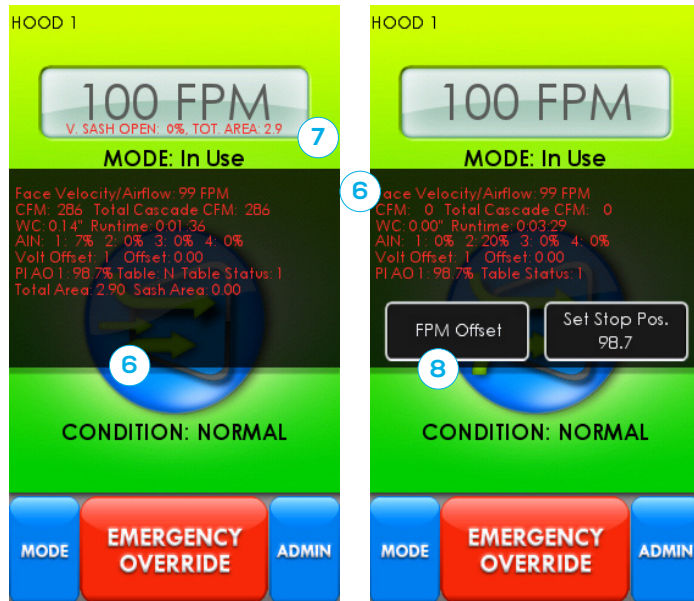 HOOD 1
100 FPM
V. SASH OPEN: 0%, TOT. AREA: 2.9
7
MODE: In Use
Face Velocity/Airflow: 99 FPM
CFM: 286 Total Cascade CFM: 286
WC: 0.14" Runtime: 0:01:36
AIN: 1: 7% 2: 0% 3: 0% 4: 0%
Volt Offset: 1 Offset: 0.00
PI AO 1: 98.7% Table: N Table Status: 1
Total Area: 2.90 Sash Area: 0.00
6
CONDITION: NORMAL
MODE
EMERGENCY
OVERRIDE
ADMIN
HOOD 1
100 FPM
MODE: In Use
6
ace Velocity/Airflow: 99 FPM
CFM: 0 Total Cascade CFM: 0
WC: 0.00" Runtime: 0:03:29
AIN: 1: 0% 2: 20% 3: 0% 4: 0%
Volt Offset: 1 Offset: 0.00
PI AO 1: 98.7% Table Status: 1
FPM Offset
Set Stop Pos.
98.7
8
CONDITION: NORMAL
MODE
EMERGENCY
OVERRIDE
ADMIN